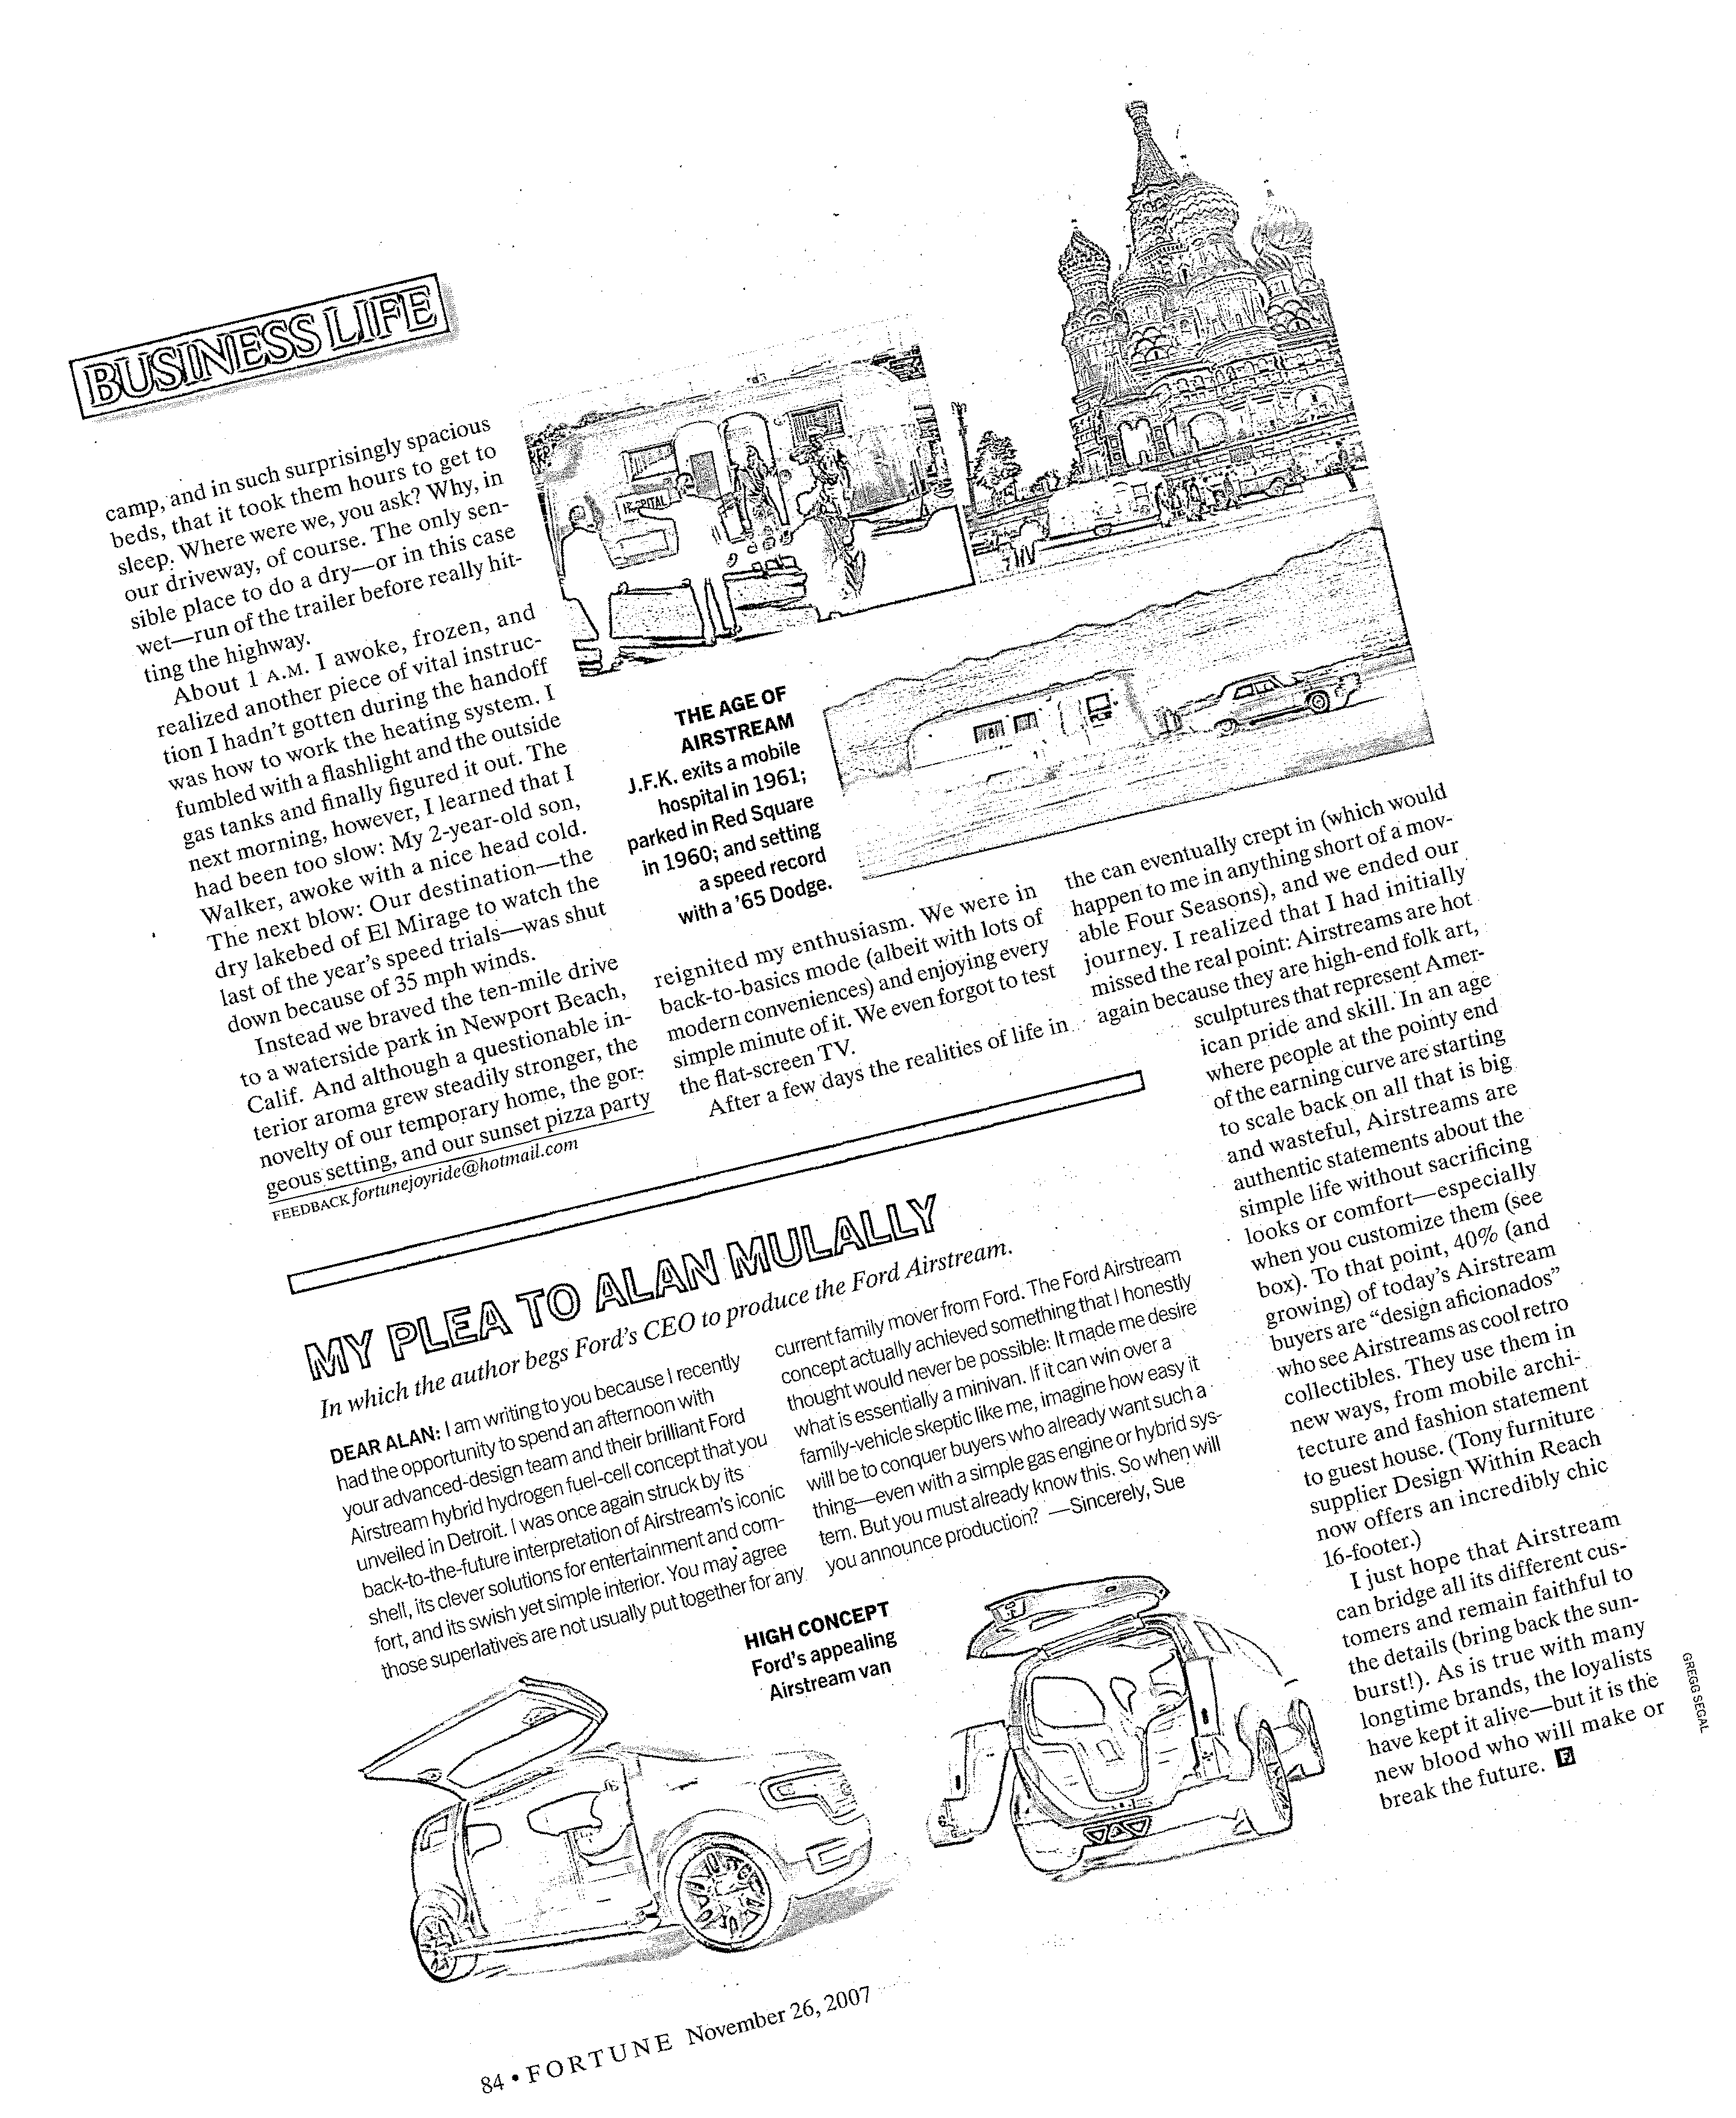 BUSINESS LIFE
camp, and in such surprisingly spacious
beds, that it took them hours to get to
sleep. Where were we, you ask? Why, in
our driveway, of course. The only sen-
sible place to do a dry—or in this case
wet—run of the trailer before really hit-
ting the highway.
About 1 A.M. I awoke, frozen, and
realized another piece of vital instruc-
tion I hadn't gotten during the handoff
was how to work the heating system. I
fumbled with a flashlight and the outside
gas tanks and finally figured it out. The
next morning, however, I learned that I
had been too slow: My 2-year-old son,
Walker, awoke with a nice head cold.
The next blow: Our destination—the
dry lakebed of El Mirage to watch the
last of the year's speed trials—was shut
down because of 35 mph winds.
Instead we braved the ten-mile drive
to a waterside park in Newport Beach,
Calif. And although a questionable in-
terior aroma grew steadily stronger, the
novelty of our temporary home, the gor-
geous setting, and our sunset pizza party
FEEDBACK fortunejoyride@hotmail.com
HOSPITAL
THE AGE OF
AIRSTREAM
J.F.K. exits a mobile
hospital in 1961;
parked in Red Square
in 1960; and setting
a speed record
with a '65 Dodge.
reignited my enthusiasm. We were in
back-to-basics mode (albeit with lots of
modern conveniences) and enjoying every
simple minute of it. We even forgot to test
the flat-screen TV.
After a few days the realities of life in
the can eventually crept in (which would
happen to me in anything short of a mov-
able Four Seasons), and we ended our
journey. I realized that I had initially
missed the real point: Airstreams are hot
again because they are high-end folk art,
sculptures that represent Amer-
ican pride and skill. In an age
where people at the pointy end
of the earning curve are starting
to scale back on all that is big
and wasteful, Airstreams are
authentic statements about the
simple life without sacrificing
looks or comfort—especially
when you customize them (see
box). To that point, 40% (and
growing) of today's Airstream
buyers are "design aficionados"
who see Airstreams as cool retro
collectibles. They use them in
new ways, from mobile archi-
tecture and fashion statement
to guest house. (Tony furniture
supplier Design Within Reach
now offers an incredibly chic
16-footer.)
I just hope that Airstream
can bridge all its different cus-
tomers and remain faithful to
the details (bring back the sun-
burst!). As is true with many
longtime brands, the loyalists
have kept it alive—but it is the
new blood who will make or
break the future. F
MY PLEA TO ALAN MULALLY
In which the author begs Ford's CEO to produce the Ford Airstream.
DEAR ALAN: I am writing to you because I recently
had the opportunity to spend an afternoon with
your advanced-design team and their brilliant Ford
Airstream hybrid hydrogen fuel-cell concept that you
unveiled in Detroit. I was once again struck by its
back-to-the-future interpretation of Airstream's iconic
shell, its clever solutions for entertainment and com-
fort, and its swish yet simple interior. You may agree
those superlatives are not usually put together for any
current family mover from Ford. The Ford Airstream
concept actually achieved something that I honestly
thought would never be possible: It made me desire
what is essentially a minivan. If it can win over a
family-vehicle skeptic like me, imagine how easy it
will be to conquer buyers who already want such a
thing—even with a simple gas engine or hybrid sys-
tem. But you must already know this. So when will
you announce production? —Sincerely, Sue
HIGH CONCEPT
Ford's appealing
Airstream van
GREGG SEGAL
84 • FORTUNE November 26, 2007